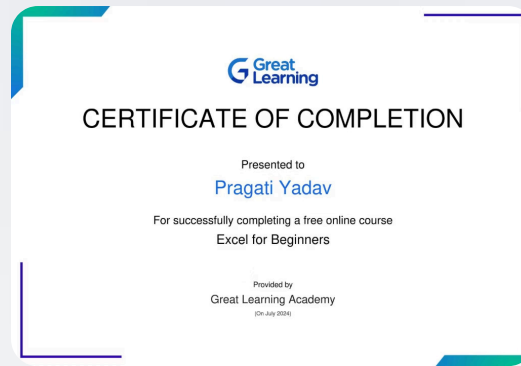 Great
Learning
CERTIFICATE OF COMPLETION
Presented to
Pragati Yadav
For successfully completing a free online course
Excel for Beginners
Provided by
Great Learning Academy
(On July 2024)